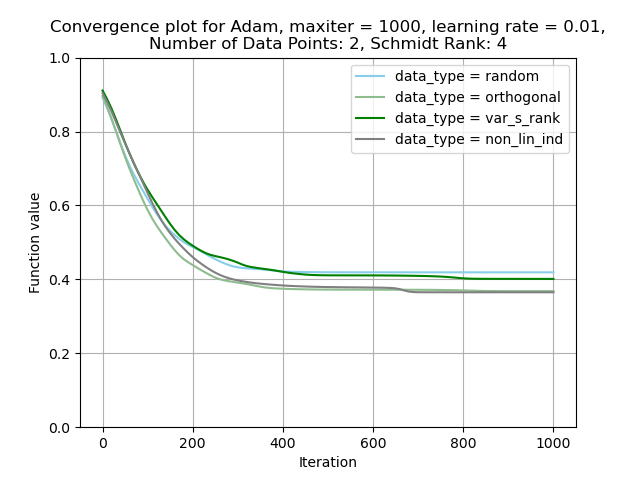 Convergence plot for Adam, maxiter = 1000, learning rate = 0.01,
Number of Data Points: 2, Schmidt Rank: 4
data_type = random
data_type = orthogonal
data_type = var_s_rank
data_type = non_lin_ind
Function value
1.0
0.8
0.6
0.4
0.2
0.0
0 200 400 600 800 1000
Iteration